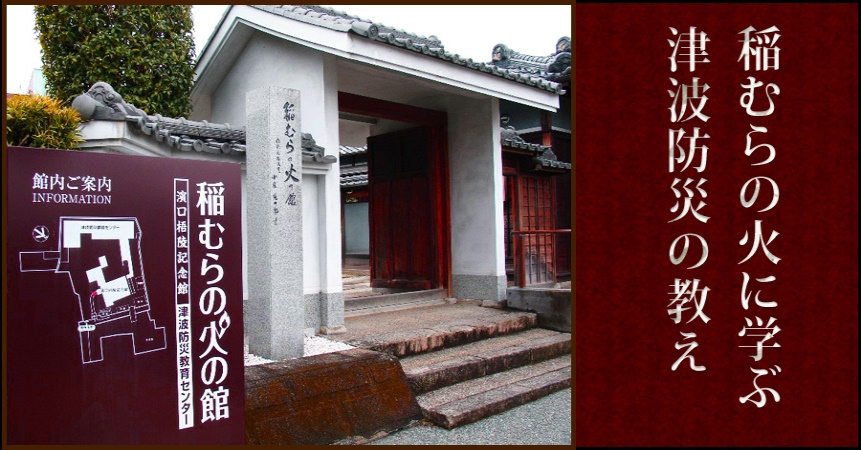 稲むらの火に学ぶ
津波防災の教え
稲むらの火の館
館内ご案内
INFORMATION
稲むらの火の館
濱口梧陵記念館
津波防災教育センター